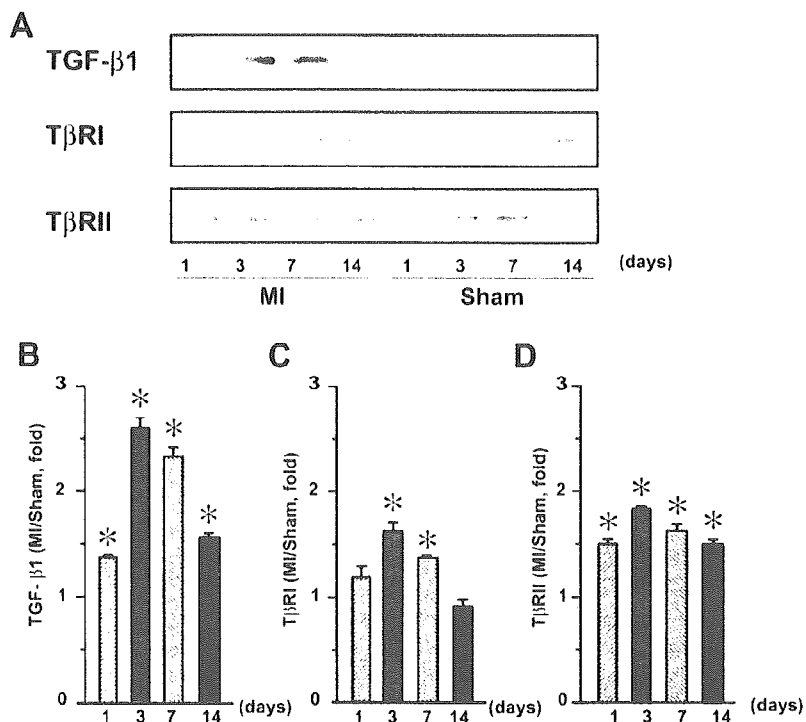 A
TGF-β1
TβRI
TβRII
1 3 7 14 1 3 7 14 (days)
MI Sham
B
TGF- β1 (MI/Sham, fold)
3
2
1
0
* * * *
1 3 7 14 (days)
C
TβRI (MI/Sham, fold)
3
2
1
0
* *
1 3 7 14 (days)
D
TβRII (MI/Sham, fold)
3
2
1
0
* * * *
1 3 7 14 (days)